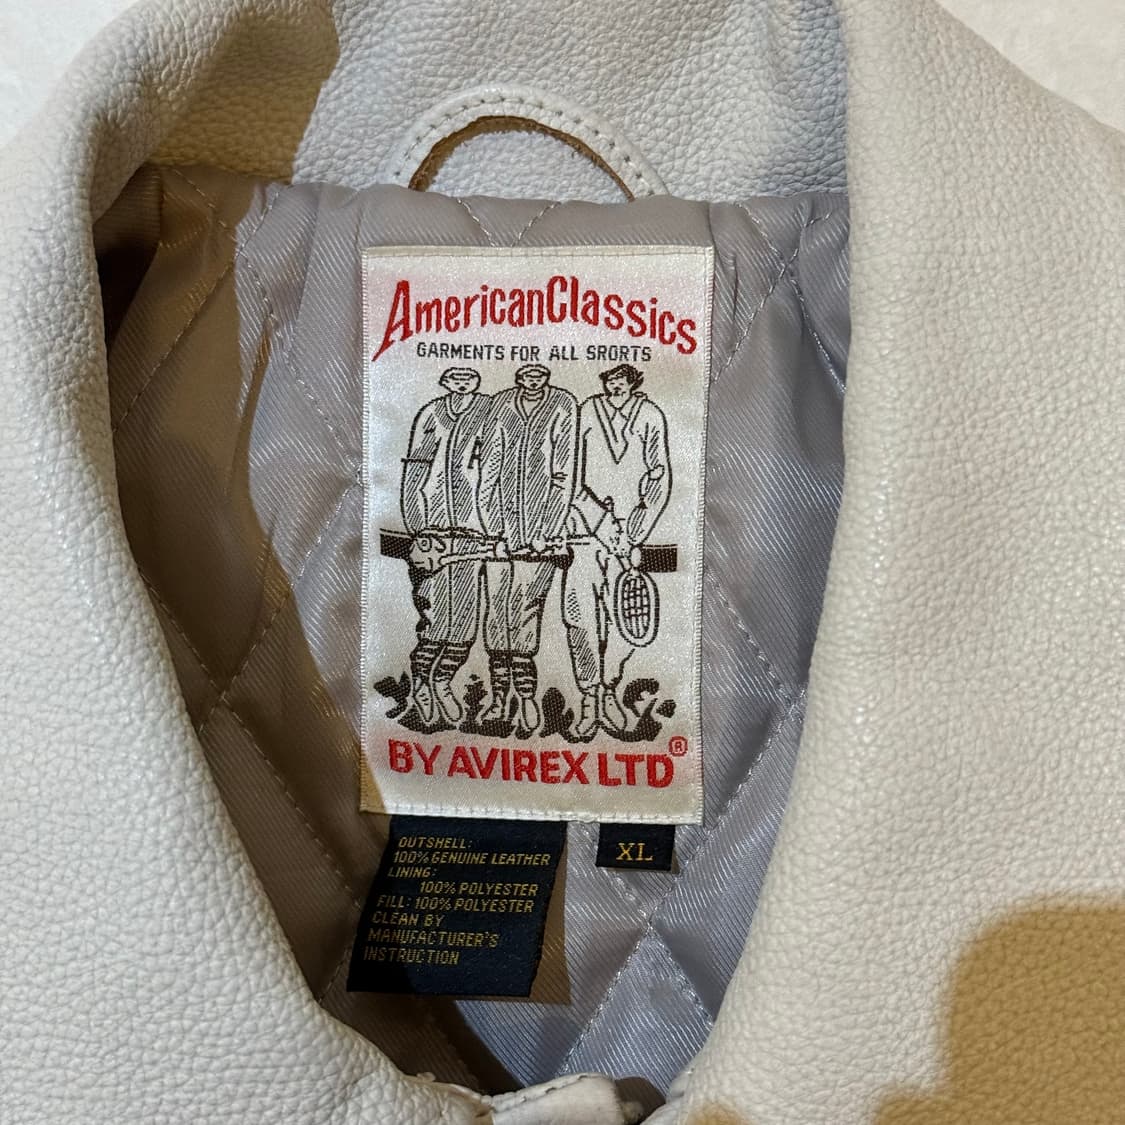 AmericanClassics
GARMENTS FOR ALL SRORTS
A
BY AVIREX LTD®
OUTSHELL:
100% GENUINE LEATHER
LINING:
100% POLYESTER
FILL: 100% POLYESTER
CLEAN BY
MANUFACTURER'S
INSTRUCTION
XL